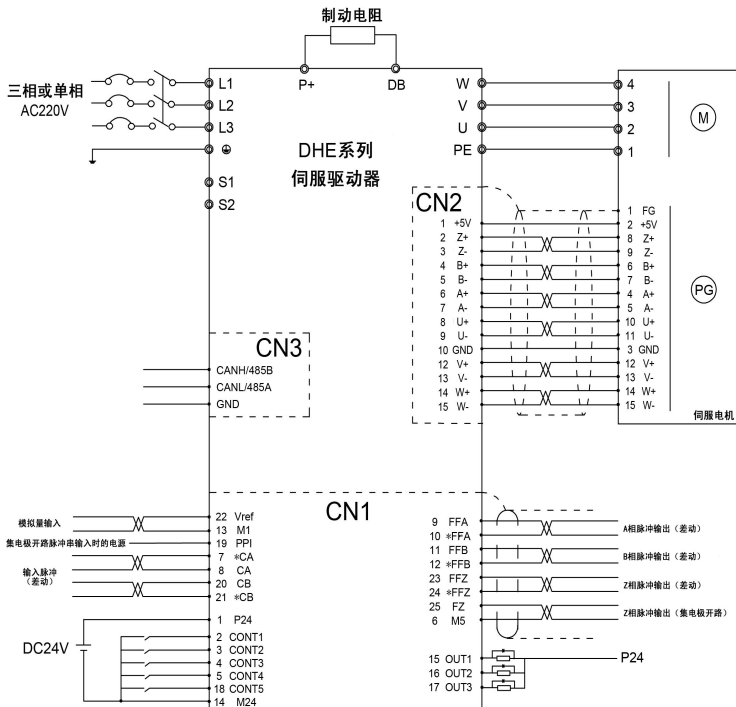 制动电阻
P+ DB
三相或单相
AC220V
L1
L2
L3
S1
S2
DHE系列
伺服驱动器
W
V
U
PE
4
3
2
1
M
CN2
1 +5V
2 Z+
3 Z-
4 B+
5 B-
6 A+
7 A-
8 U+
9 U-
10 GND
12 V+
13 V-
14 W+
15 W-
1 FG
2 +5V
8 Z+
9 Z-
6 B+
7 B-
4 A+
5 A-
10 U+
11 U-
3 GND
12 V+
13 V-
14 W+
15 W-
PG
伺服电机
CN3
CANH/485B
CANL/485A
GND
CN1
模拟量输入
集电极开路脉冲串输入时的电源
输入脉冲
（差动）
22 Vref
13 M1
19 PPI
7 *CA
8 CA
20 CB
21 *CB
DC24V
1 P24
2 CONT1
3 CONT2
4 CONT3
5 CONT4
18 CONT5
14 M24
9 FFA
10 *FFA
11 FFB
12 *FFB
23 FFZ
24 *FFZ
25 FZ
6 M5
A相脉冲输出（差动）
B相脉冲输出（差动）
Z相脉冲输出（差动）
Z相脉冲输出（集电极开路）
15 OUT1
16 OUT2
17 OUT3
P24